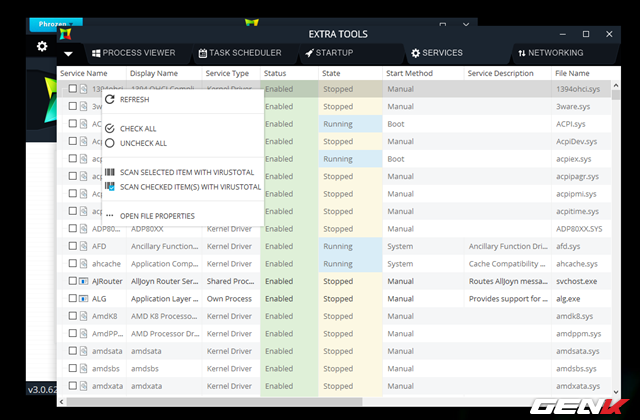 Phrozen
EXTRA TOOLS
PROCESS VIEWER TASK SCHEDULER STARTUP SERVICES NETWORKING
Service Name Display Name Service Type Status State Start Method Service Description File Name
1394ohci 1394 OHCI Compli... Kernel Driver Enabled Stopped Manual 1394ohci.sys
3w Enabled Stopped Manual 3ware.sys
REFRESH
AC Enabled Running Boot ACPI.sys
CHECK ALL
Ac Enabled Stopped Manual AcpiDev.sys
UNCHECK ALL
acp Enabled Running Boot acpiex.sys
SCAN SELECTED ITEM WITH VIRUSTOTAL
acp Enabled Stopped Manual acpipagr.sys
SCAN CHECKED ITEM(S) WITH VIRUSTOTAL
Ac Enabled Stopped Manual acpipmi.sys
acp Enabled Stopped Manual acpitime.sys
OPEN FILE PROPERTIES
ADP80... ADP80XX Kernel Driver Enabled Stopped Manual ADP80XX.SYS
AFD Ancillary Function... Kernel Driver Enabled Running System Ancillary Function Dri... afd.sys
ahcache Application Comp... Kernel Driver Enabled Running System Cache Compatibility ... ahcache.sys
AJRouter AllJoyn Router Ser... Shared Proc... Enabled Stopped Manual Routes AllJoyn messa... svchost.exe
ALG Application Layer ... Own Process Enabled Stopped Manual Provides support for ... alg.exe
AmdK8 AMD K8 Processo... Kernel Driver Enabled Stopped Manual amdk8.sys
AmdPP... AMD Processor Dr... Kernel Driver Enabled Stopped Manual amdppm.sys
amdsata amdsata Kernel Driver Enabled Stopped Manual amdsata.sys
amdsbs amdsbs Kernel Driver Enabled Stopped Manual amdsbs.sys
amdxata amdxata Kernel Driver Enabled Stopped Manual amdxata.sys
v3.0.62
GENK